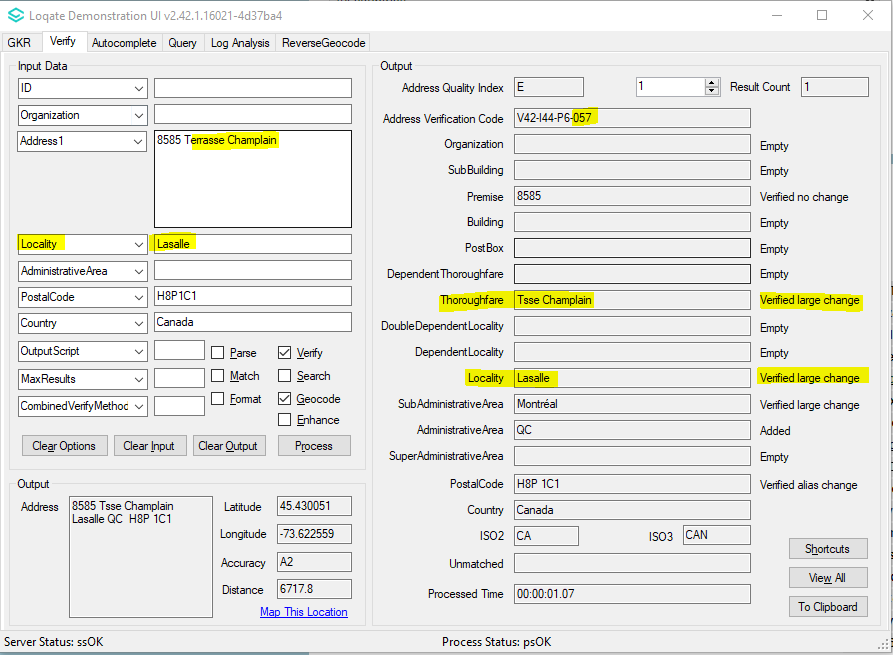 Loqate Demonstration UI v2.42.1.16021-4d37ba4
GKR Verify Autocomplete Query Log Analysis ReverseGeocode
Input Data
ID
Organization
Address1 8585 Terrasse Champlain
Locality Lasalle
AdministrativeArea
PostalCode H8P1C1
Country Canada
OutputScript Parse Verify
MaxResults Match Search
CombinedVerifyMethod Format Geocode
Enhance
Clear Options Clear Input Clear Output Process
Output
Address 8585 Tsse Champlain
Lasalle QC H8P 1C1
Latitude 45.430051
Longitude -73.622559
Accuracy A2
Distance 6717.8
Map This Location
Output
Address Quality Index E 1 Result Count 1
Address Verification Code V42-I44-P6-057
Organization Empty
SubBuilding Empty
Premise 8585 Verified no change
Building Empty
PostBox Empty
DependentThoroughfare Empty
Thoroughfare Tsse Champlain Verified large change
DoubleDependentLocality Empty
DependentLocality Empty
Locality Lasalle Verified large change
SubAdministrativeArea Montréal Verified large change
AdministrativeArea QC Added
SuperAdministrativeArea Empty
PostalCode H8P 1C1 Verified alias change
Country Canada
ISO2 CA ISO3 CAN
Unmatched
Processed Time 00:00:01.07
Shortcuts
View All
To Clipboard
Server Status: ssOK Process Status: psOK